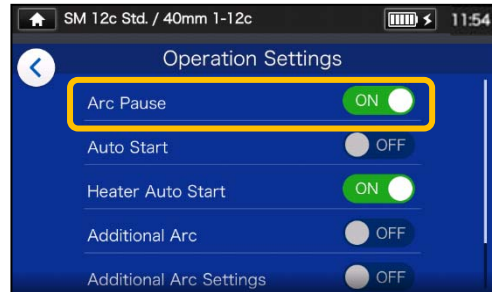 SM 12c Std. / 40mm 1-12c 11:54
Operation Settings
Arc Pause ON
Auto Start OFF
Heater Auto Start ON
Additional Arc OFF
Additional Arc Settings OFF